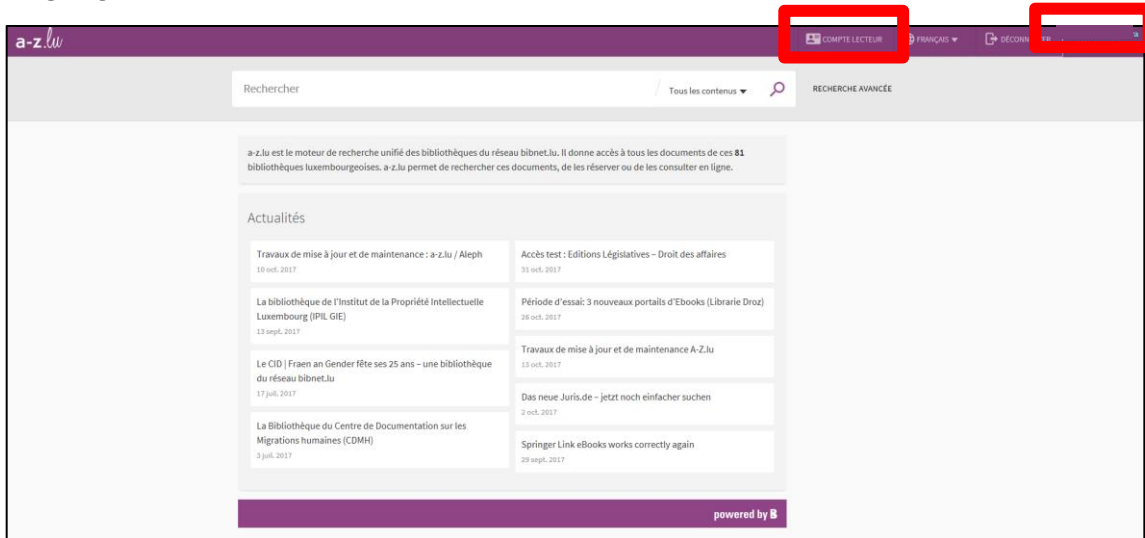 a-z.lu
COMPTE LECTEUR
FRANÇAIS
Rechercher
Tous les contenus
RECHERCHE AVANCÉE
a-z.lu est le moteur de recherche unifié des bibliothèques du réseau bibnet.lu. Il donne accès à tous les documents de ces 81
bibliothèques luxembourgeoises. a-z.lu permet de rechercher ces documents, de les réserver ou de les consulter en ligne.
Actualités
Travaux de mise à jour et de maintenance : a-z.lu / Aleph
10 oct. 2017
La bibliothèque de l'Institut de la Propriété Intellectuelle
Luxembourg (IPIL GIE)
13 sept. 2017
Le CID | Fraen an Gender fête ses 25 ans – une bibliothèque
du réseau bibnet.lu
17 juil. 2017
La Bibliothèque du Centre de Documentation sur les
Migrations humaines (CDMH)
3 juil. 2017
Accès test : Editions Législatives – Droit des affaires
31 oct. 2017
Période d'essai: 3 nouveaux portails d'Ebooks (Librarie Droz)
26 oct. 2017
Travaux de mise à jour et de maintenance A-Z.lu
13 oct. 2017
Das neue Juris.de – jetzt noch einfacher suchen
2 oct. 2017
Springer Link eBooks works correctly again
29 sept. 2017
powered by B